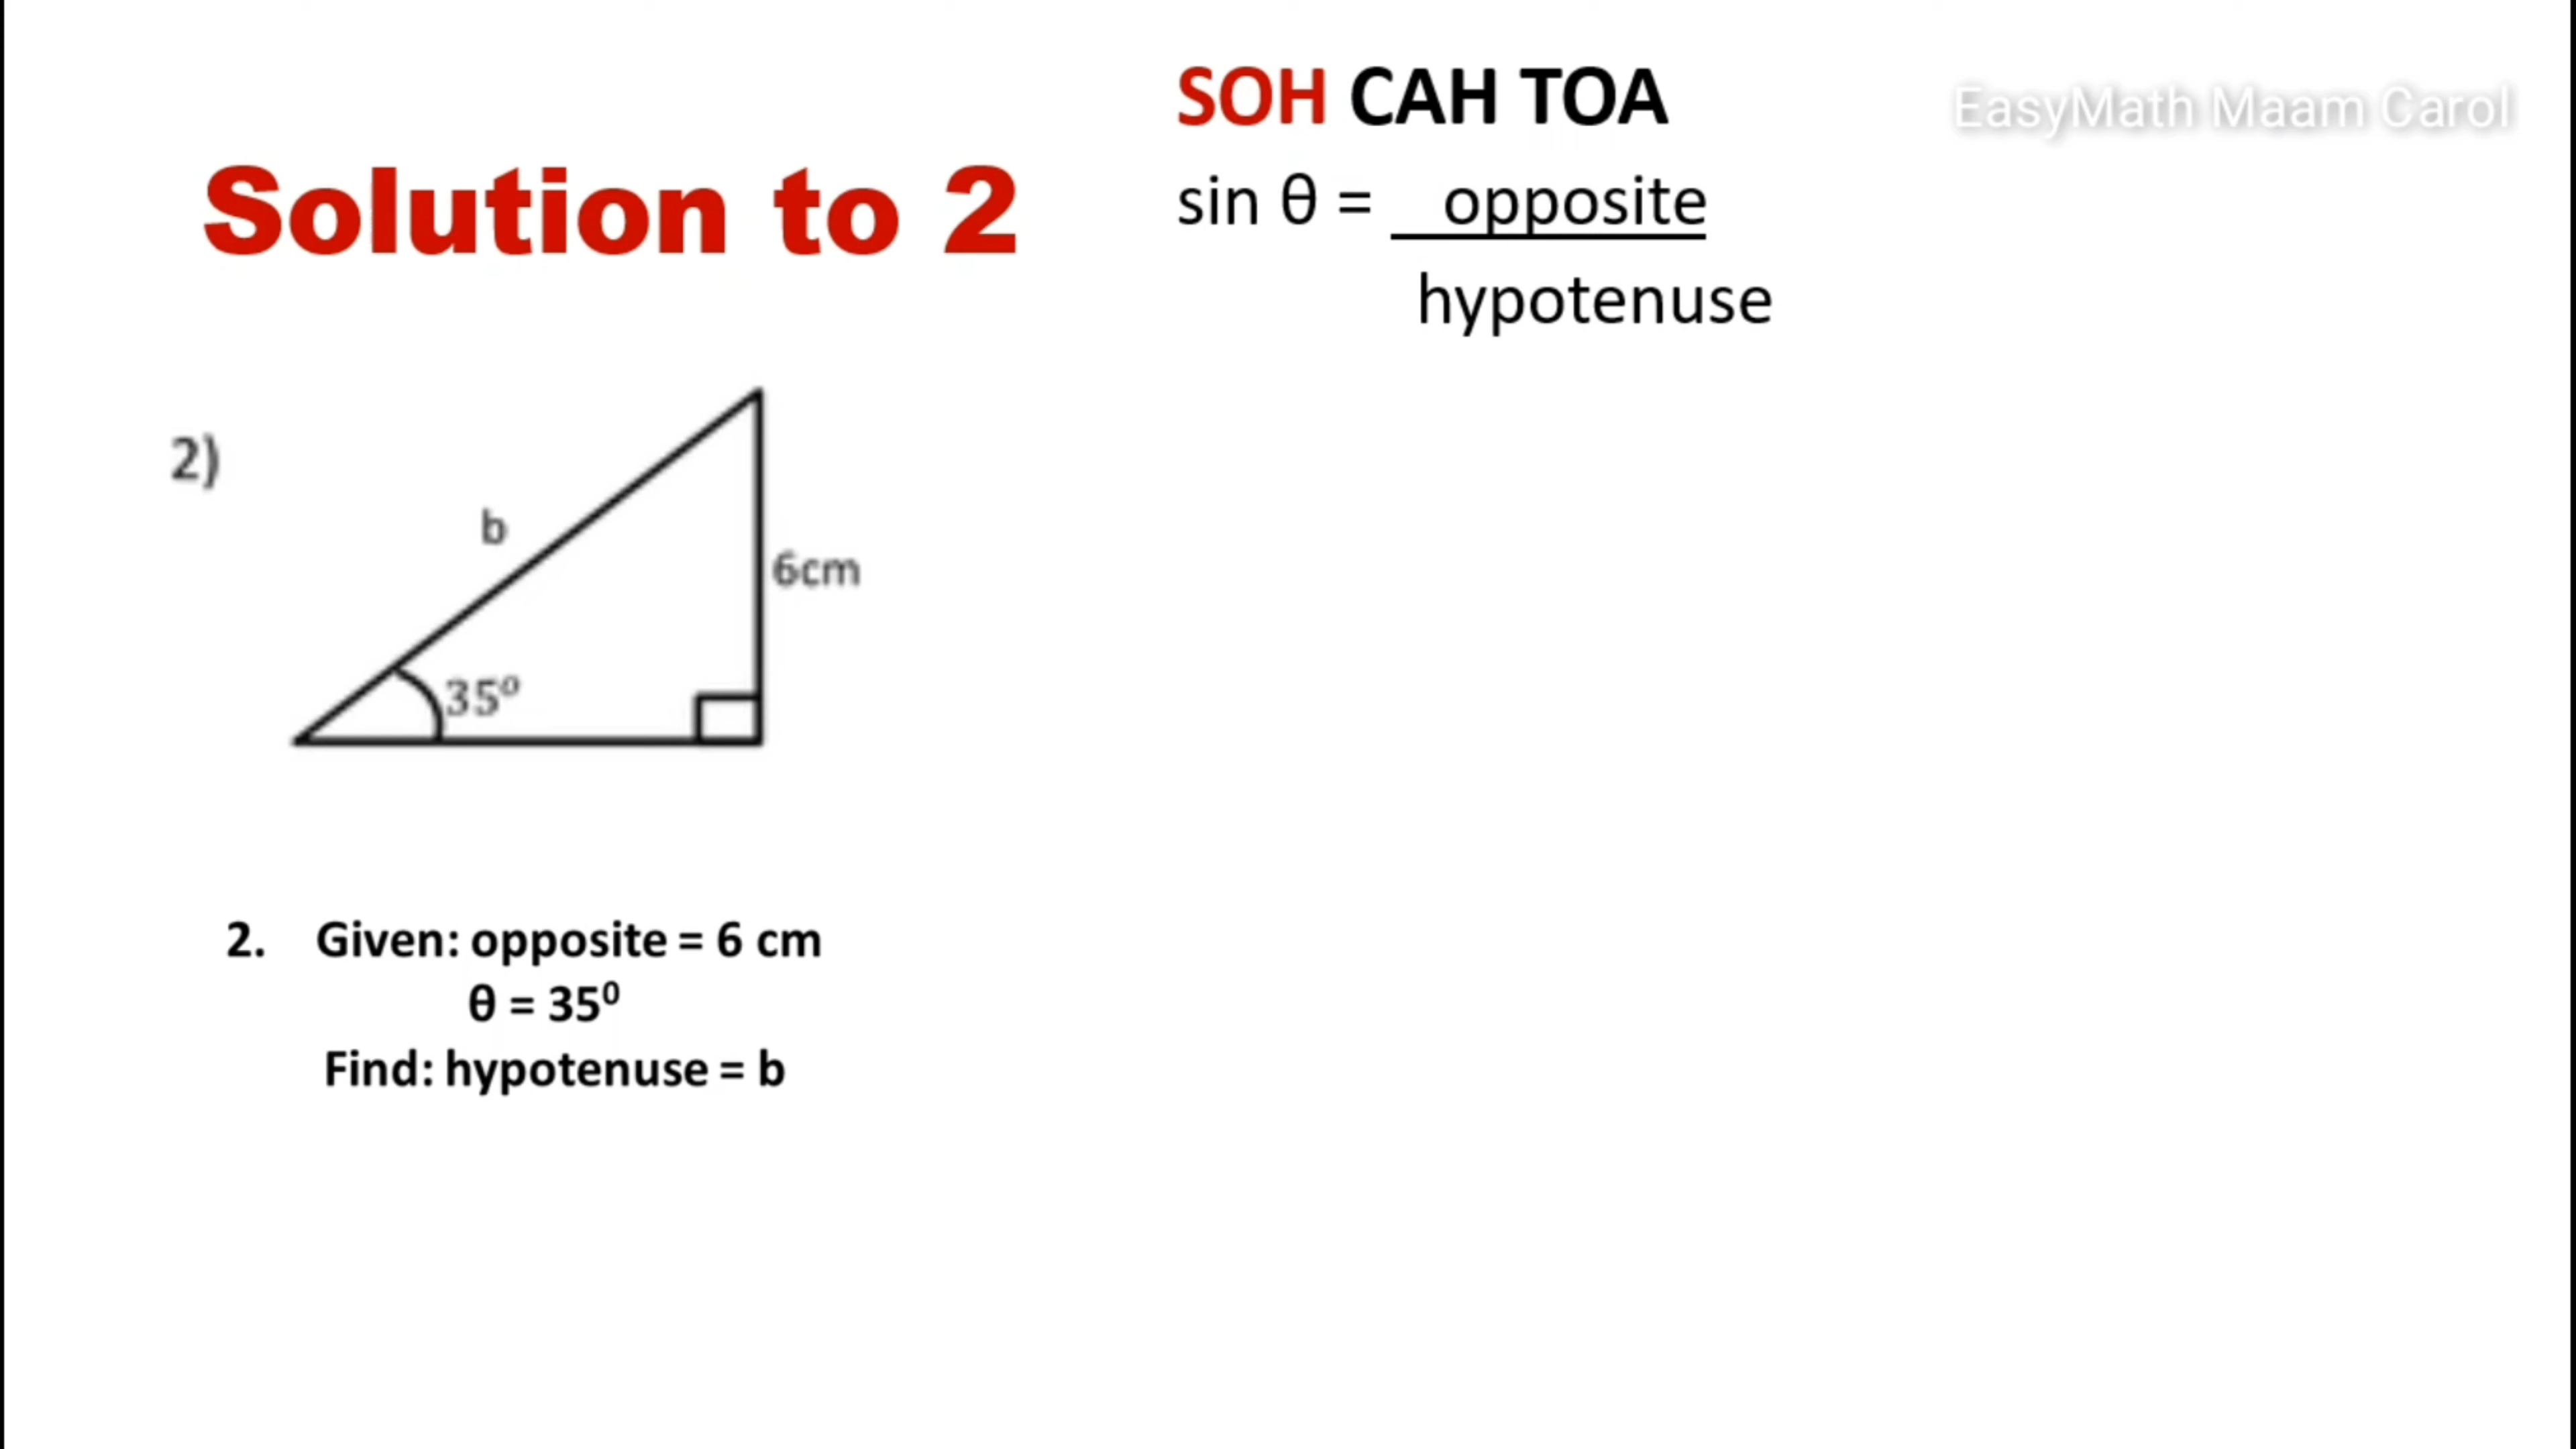 SOH CAH TOA
EasyMath Maam Carol
Solution to 2
sin θ = opposite
hypotenuse
2)
b
6cm
35⁰
2. Given: opposite = 6 cm
θ = 35⁰
Find: hypotenuse = b